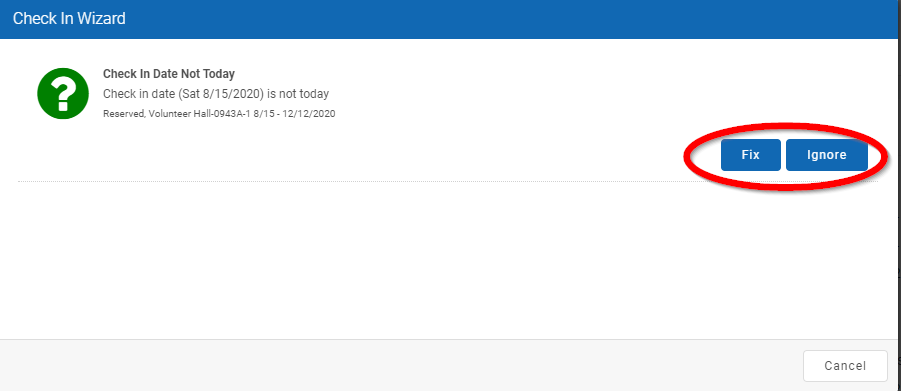 Check In Wizard
Check In Date Not Today
Check in date (Sat 8/15/2020) is not today
Reserved, Volunteer Hall-0943A-1 8/15 - 12/12/2020
Fix Ignore
Cancel